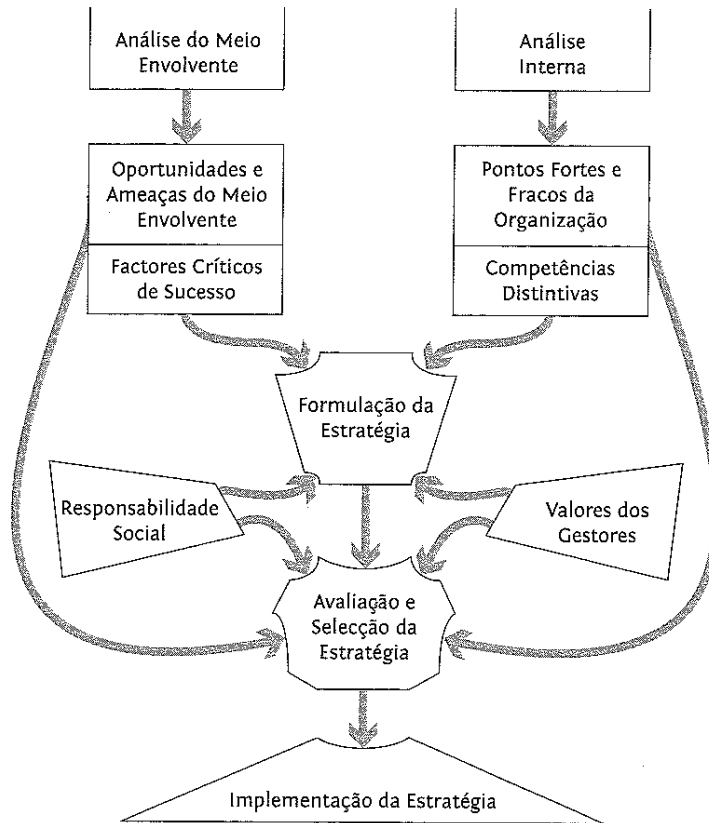 Análise do Meio
Envolvente
Análise
Interna
Oportunidades e
Ameaças do Meio
Envolvente
Pontos Fortes e
Fracos da
Organização
Factores Críticos
de Sucesso
Competências
Distintivas
Formulação da
Estratégia
Responsabilidade
Social
Valores dos
Gestores
Avaliação e
Selecção da
Estratégia
Implementação da Estratégia